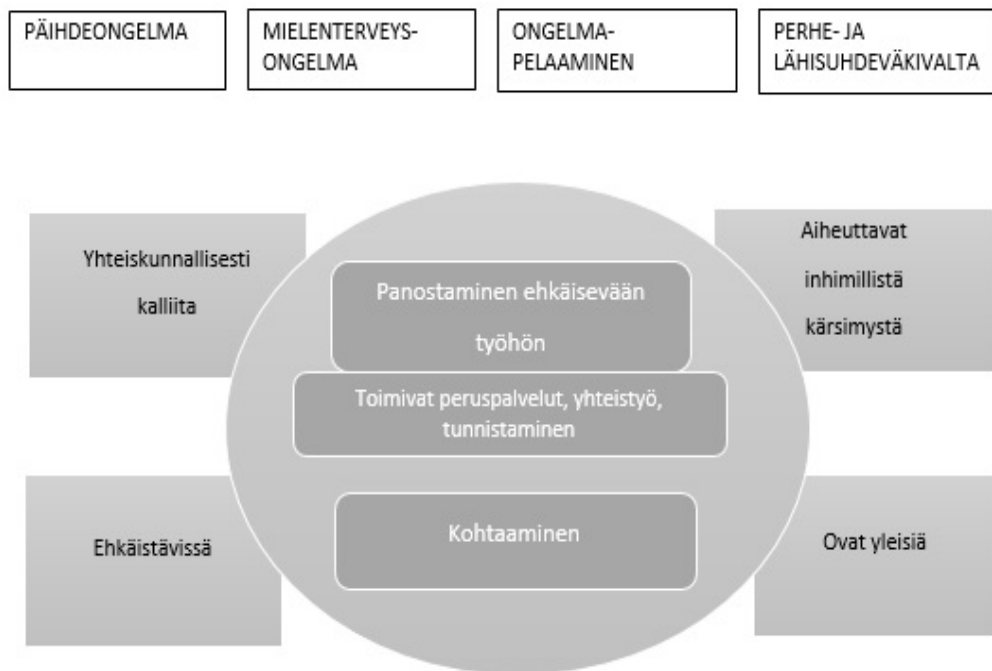 PÄIHDEONGELMA
MIELENTERVEYS-
ONGELMA
ONGELMA-
PELAAMINEN
PERHE- JA
LÄHISUHDEVÄKIVALTA
Yhteiskunnallisesti
kalliita
Aiheuttavat
inhimillistä
kärsimystä
Panostaminen ehkäisevään
työhön
Toimivat peruspalvelut, yhteistyö,
tunnistaminen
Kohtaaminen
Ehkäistävissä
Ovat yleisiä